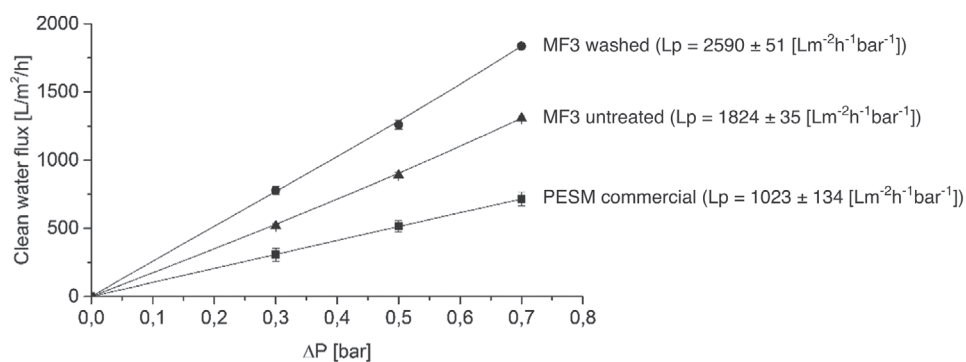 Clean water flux [L/m²/h]
2000
1500
1000
500
0
0,0 0,1 0,2 0,3 0,4 0,5 0,6 0,7 0,8
ΔP [bar]
MF3 washed (Lp = 2590 ± 51 [Lm⁻²h⁻¹bar⁻¹])
MF3 untreated (Lp = 1824 ± 35 [Lm⁻²h⁻¹bar⁻¹])
PESM commercial (Lp = 1023 ± 134 [Lm⁻²h⁻¹bar⁻¹])